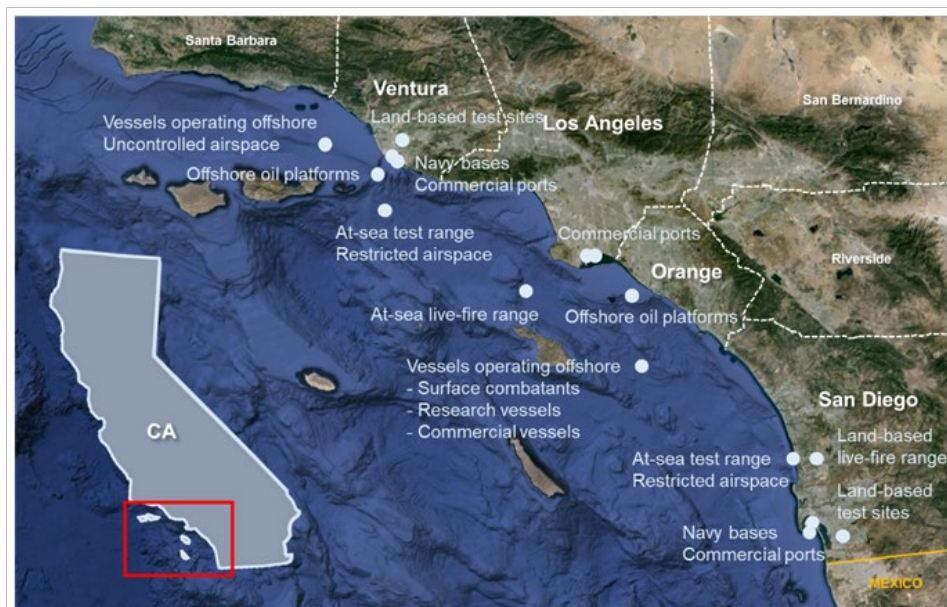 Santa Barbara
Ventura
Land-based test sites
Los Angeles
San Bernardino
Vessels operating offshore
Uncontrolled airspace
Offshore oil platforms
Navy bases
Commercial ports
At-sea test range
Restricted airspace
Commercial ports
Orange
Riverside
At-sea live-fire range
Offshore oil platforms
Vessels operating offshore
- Surface combatants
- Research vessels
- Commercial vessels
San Diego
Land-based
live-fire range
At-sea test range
Restricted airspace
Land-based
test sites
Navy bases
Commercial ports
MEXICO
CA